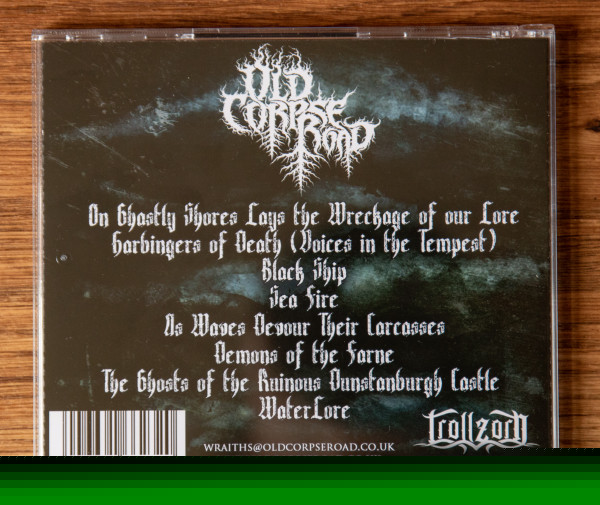 Old Corpse Road
On Ghastly Shores Lays the Wreckage of our Lore
Harbingers of Death (Voices in the Tempest)
Black Ship
Sea Fire
As Waves Devour Their Carcasses
Demons of the Farne
The Ghosts of the Ruinous Dunstanburgh Castle
WaterLore
Trollzorn
WRAITHS@OLDCORPSEROAD.CO.UK